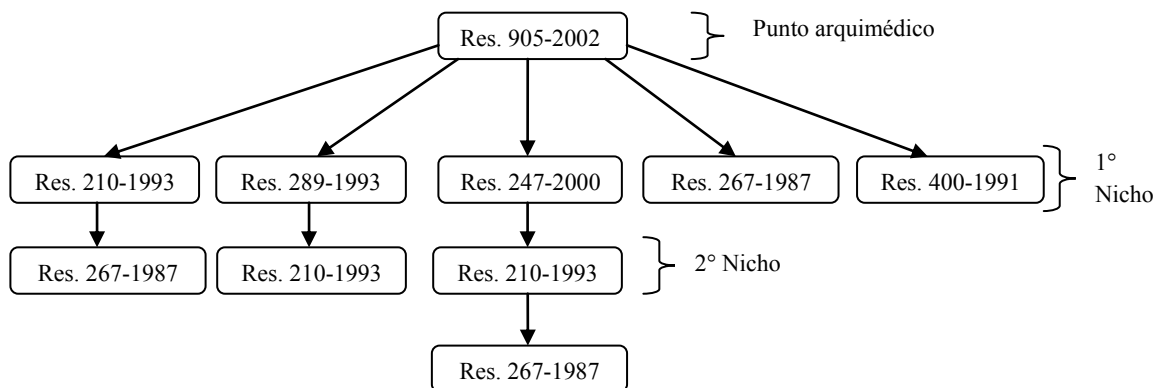 Res. 905-2002
Punto arquimédico
Res. 210-1993
Res. 289-1993
Res. 247-2000
Res. 267-1987
Res. 400-1991
1°
Nicho
Res. 267-1987
Res. 210-1993
Res. 210-1993
2° Nicho
Res. 267-1987